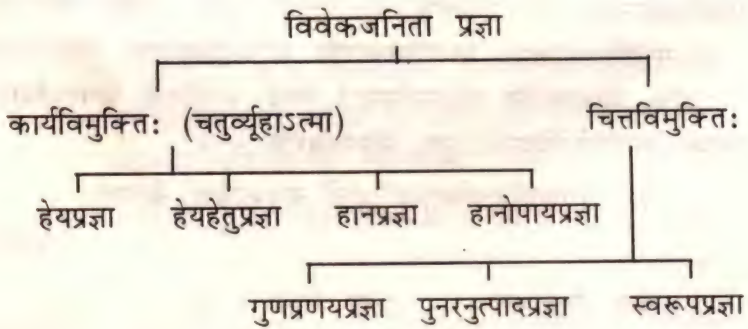 विवेकजनिता प्रज्ञा
कार्यविमुक्तिः (चतुर्व्यूहाऽत्मा) चित्तविमुक्तिः
हेयप्रज्ञा हेयहेतुप्रज्ञा हानप्रज्ञा हानोपायप्रज्ञा
गुणप्रणयप्रज्ञा पुनरनुत्पादप्रज्ञा स्वरूपप्रज्ञा